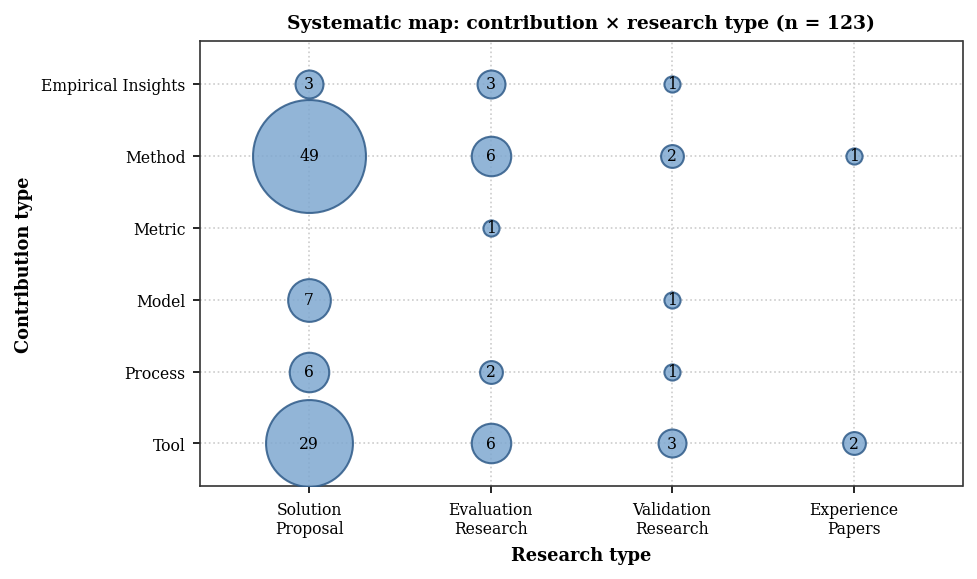 Systematic map: contribution × research type (n = 123)
Contribution type
Empirical Insights 3 3 1
Method 49 6 2 1
Metric 1
Model 7 1
Process 6 2 1
Tool 29 6 3 2
Solution Proposal
Evaluation Research
Validation Research
Experience Papers
Research type